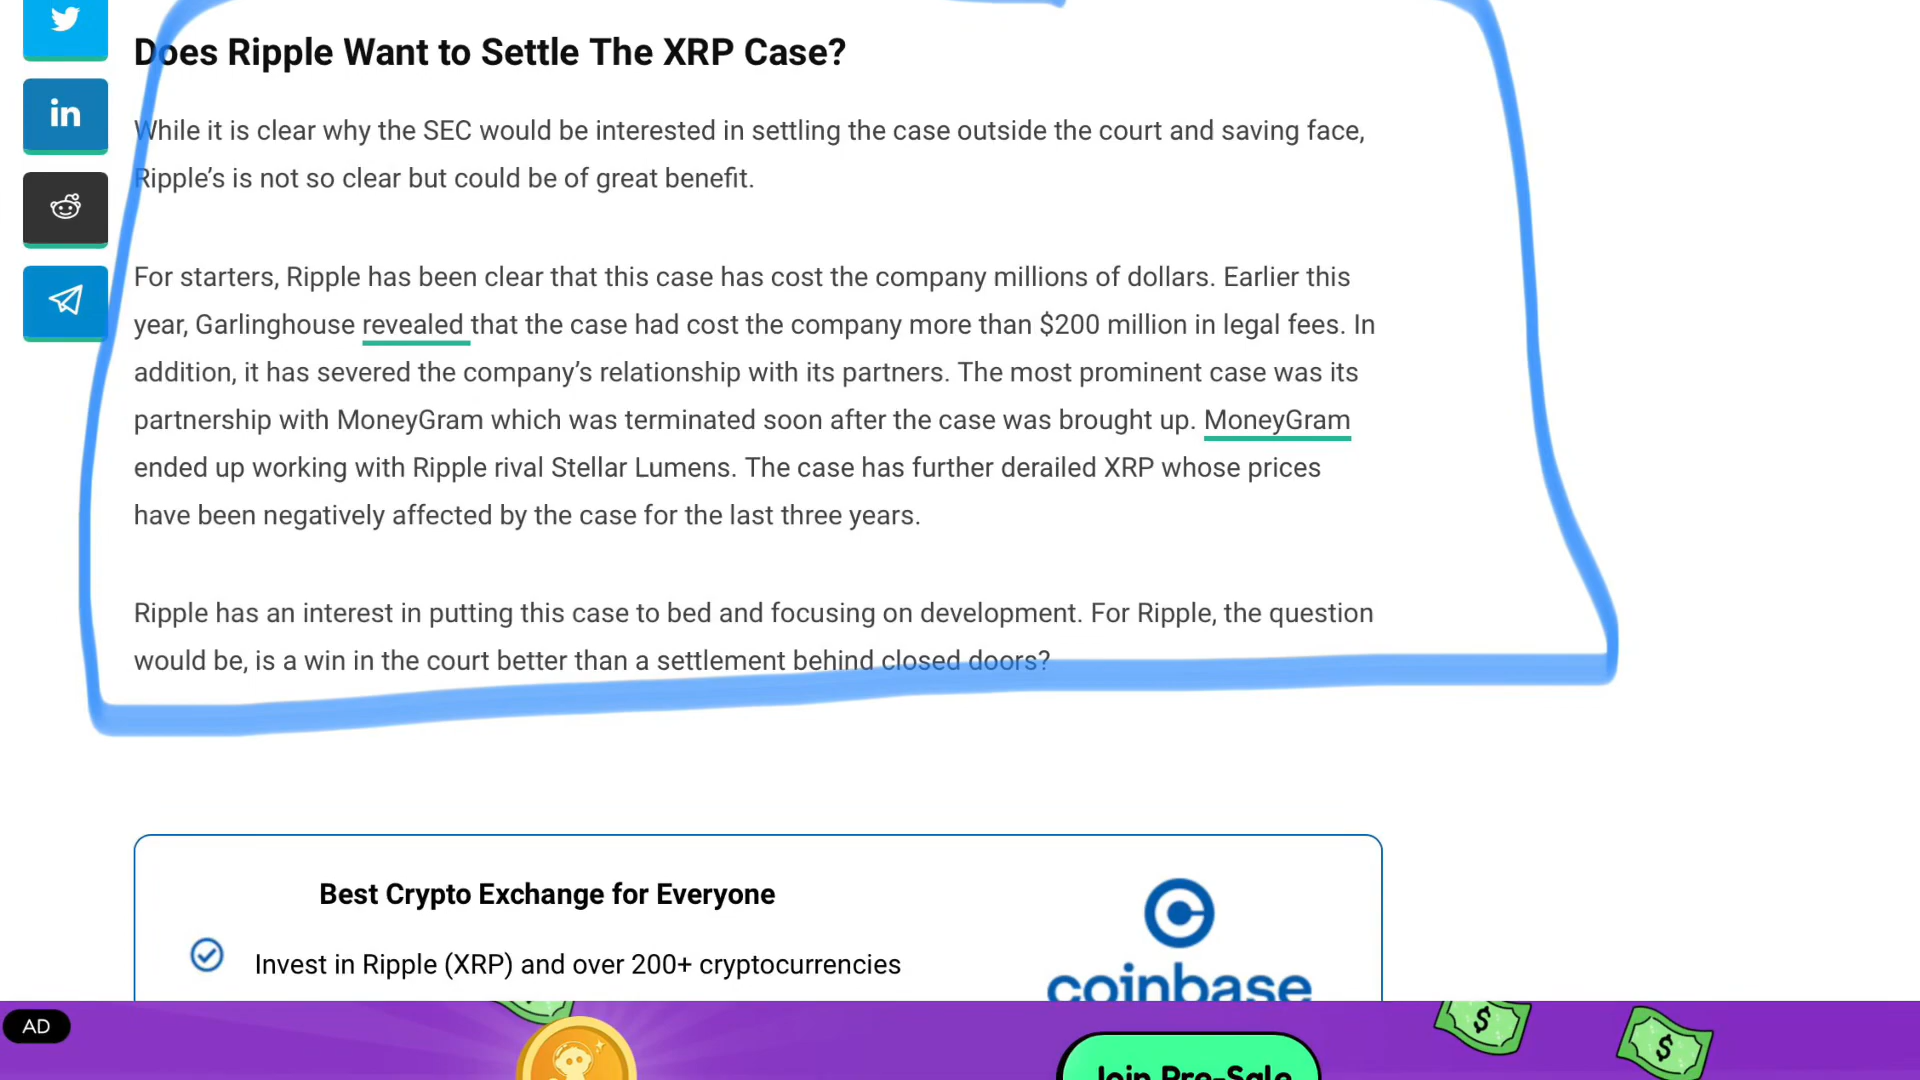 Does Ripple Want to Settle The XRP Case?
While it is clear why the SEC would be interested in settling the case outside the court and saving face,
Ripple’s is not so clear but could be of great benefit.
For starters, Ripple has been clear that this case has cost the company millions of dollars. Earlier this
year, Garlinghouse revealed that the case had cost the company more than $200 million in legal fees. In
addition, it has severed the company’s relationship with its partners. The most prominent case was its
partnership with MoneyGram which was terminated soon after the case was brought up. MoneyGram
ended up working with Ripple rival Stellar Lumens. The case has further derailed XRP whose prices
have been negatively affected by the case for the last three years.
Ripple has an interest in putting this case to bed and focusing on development. For Ripple, the question
would be, is a win in the court better than a settlement behind closed doors?
Best Crypto Exchange for Everyone
Invest in Ripple (XRP) and over 200+ cryptocurrencies
coinbase
AD
Join Pre-Sale
in
$
$